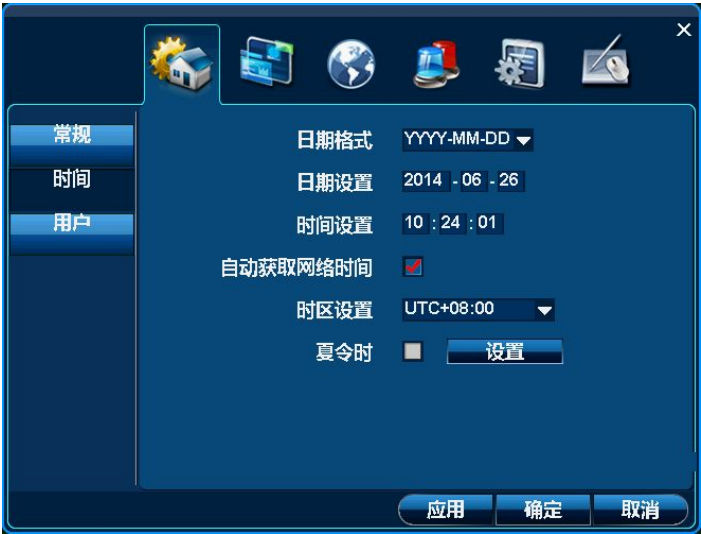 常规
时间
用户
日期格式 YYYY-MM-DD
日期设置 2014 - 06 - 26
时间设置 10 : 24 : 01
自动获取网络时间
时区设置 UTC+08:00
夏令时 设置
应用 确定 取消